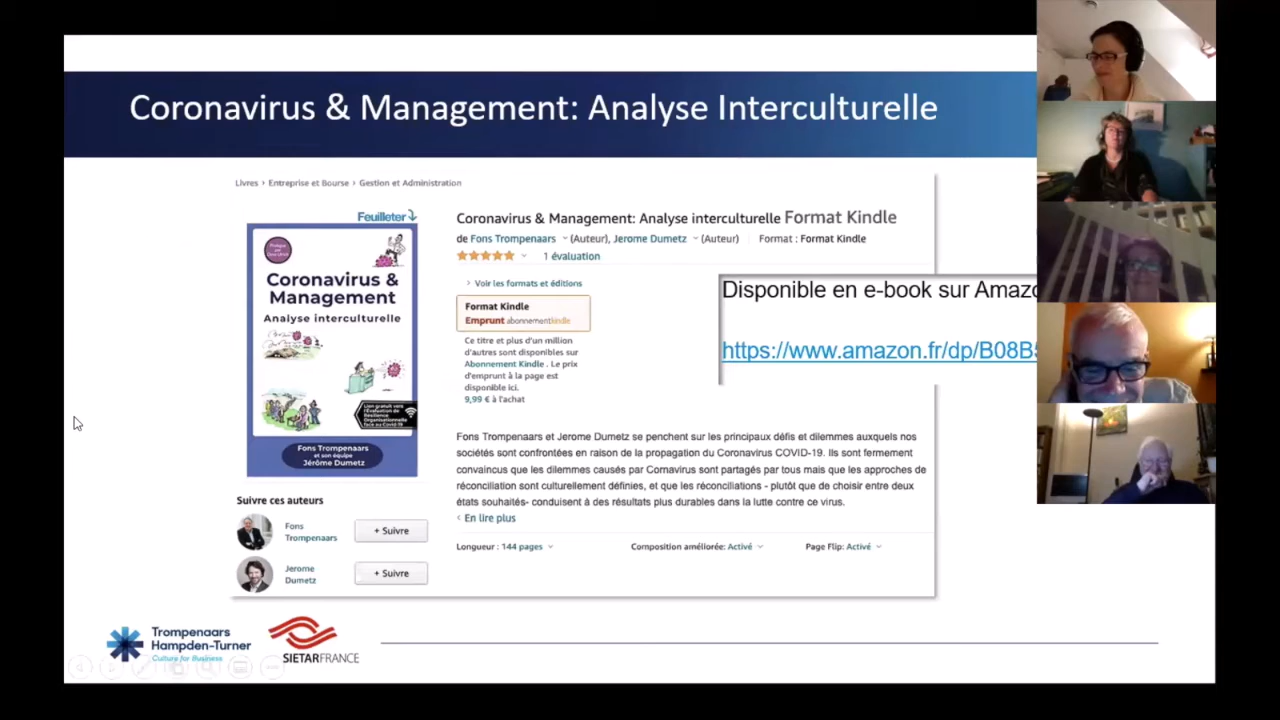 Coronavirus & Management: Analyse Interculturelle
Livres › Entreprise et Bourse › Gestion et Administration
Feuilleter
Coronavirus &
Management
Analyse interculturelle
Fons Trompenaars
et son équipe
Jérôme Dumetz
Suivre ces auteurs
Fons
Trompenaars
+ Suivre
Jerome
Dumetz
+ Suivre
Coronavirus & Management: Analyse interculturelle Format Kindle
de Fons Trompenaars (Auteur), Jerome Dumetz (Auteur) Format : Format Kindle
1 évaluation
› Voir les formats et éditions
Format Kindle
Emprunt abonnementkindle
Ce titre et plus d'un million
d'autres sont disponibles sur
Abonnement Kindle . Le prix
d'emprunt à la page est
disponible ici.
9,99 € à l'achat
Disponible en e-book sur Amazo
https://www.amazon.fr/dp/B08B
Fons Trompenaars et Jerome Dumetz se penchent sur les principaux défis et dilemmes auxquels nos
sociétés sont confrontées en raison de la propagation du Coronavirus COVID-19. Ils sont fermement
convaincus que les dilemmes causés par Cornavirus sont partagés par tous mais que les approches de
réconciliation sont culturellement définies, et que les réconciliations - plutôt que de choisir entre deux
états souhaités- conduisent à des résultats plus durables dans la lutte contre ce virus.
‹ En lire plus
Longueur : 144 pages
Composition améliorée: Activé
Page Flip: Activé
Trompenaars
Hampden-Turner
Culture for Business
SIETARFRANCE